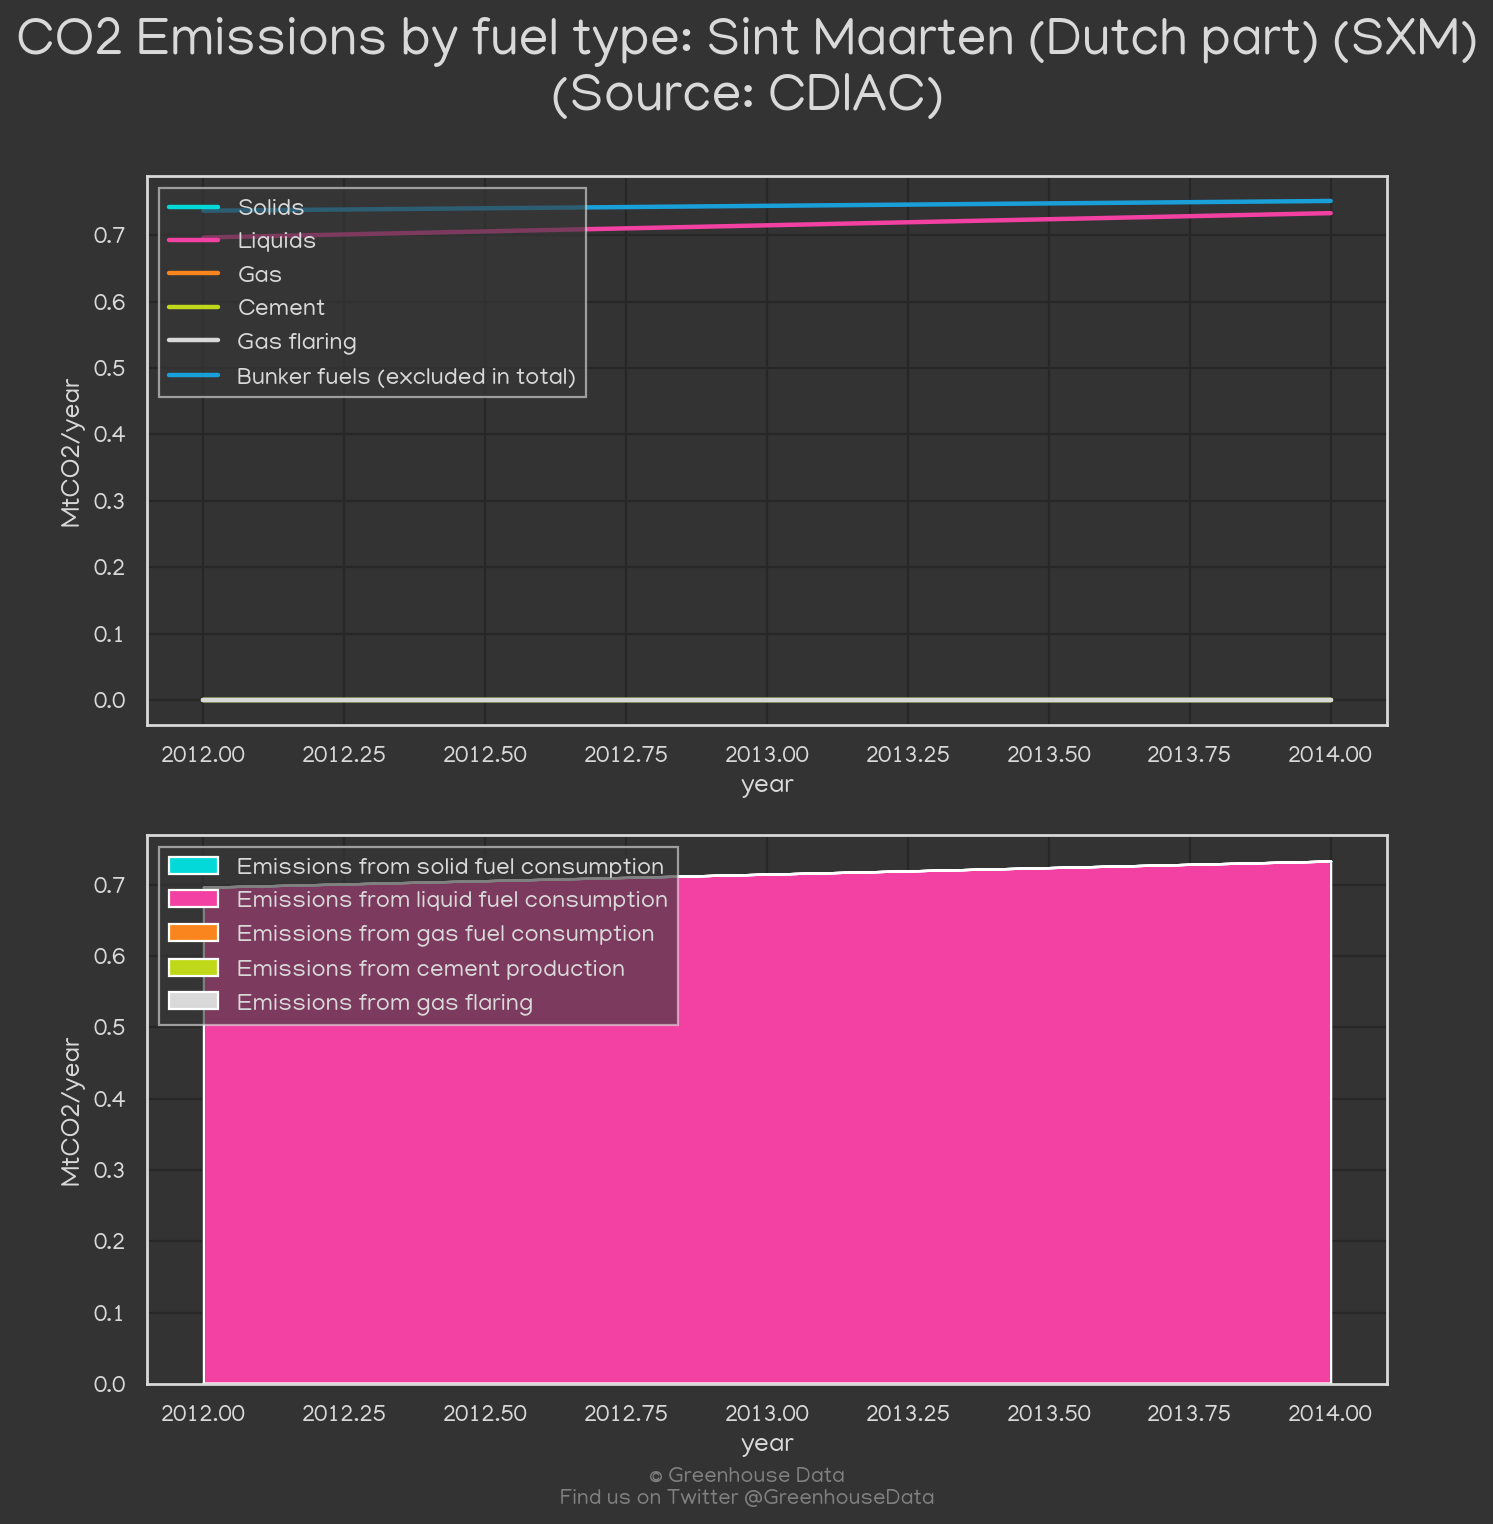 CO2 Emissions by fuel type: Sint Maarten (Dutch part) (SXM)
(Source: CDIAC)
Solids
Liquids
Gas
Cement
Gas flaring
Bunker fuels (excluded in total)
MtCO2/year
0.7
0.6
0.5
0.4
0.3
0.2
0.1
0.0
2012.00 2012.25 2012.50 2012.75 2013.00 2013.25 2013.50 2013.75 2014.00
year
Emissions from solid fuel consumption
Emissions from liquid fuel consumption
Emissions from gas fuel consumption
Emissions from cement production
Emissions from gas flaring
MtCO2/year
0.7
0.6
0.5
0.4
0.3
0.2
0.1
0.0
2012.00 2012.25 2012.50 2012.75 2013.00 2013.25 2013.50 2013.75 2014.00
year
© Greenhouse Data
Find us on Twitter @GreenhouseData